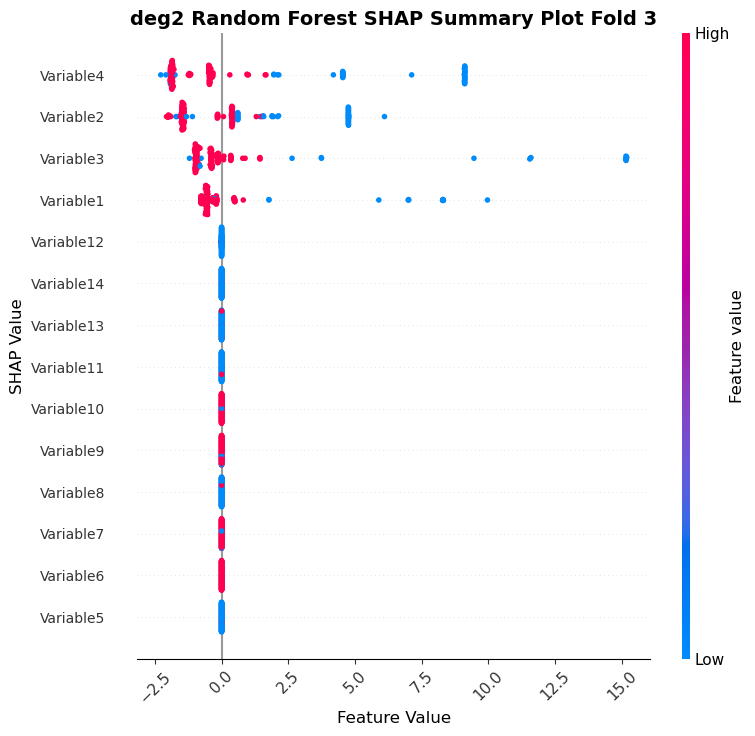 deg2 Random Forest SHAP Summary Plot Fold 3
High
Variable4
Variable2
Variable3
Variable1
Variable12
Variable14
Variable13
Variable11
Variable10
Variable9
Variable8
Variable7
Variable6
Variable5
SHAP Value
Feature value
Low
−2.5
0.0
2.5
5.0
7.5
10.0
12.5
15.0
Feature Value